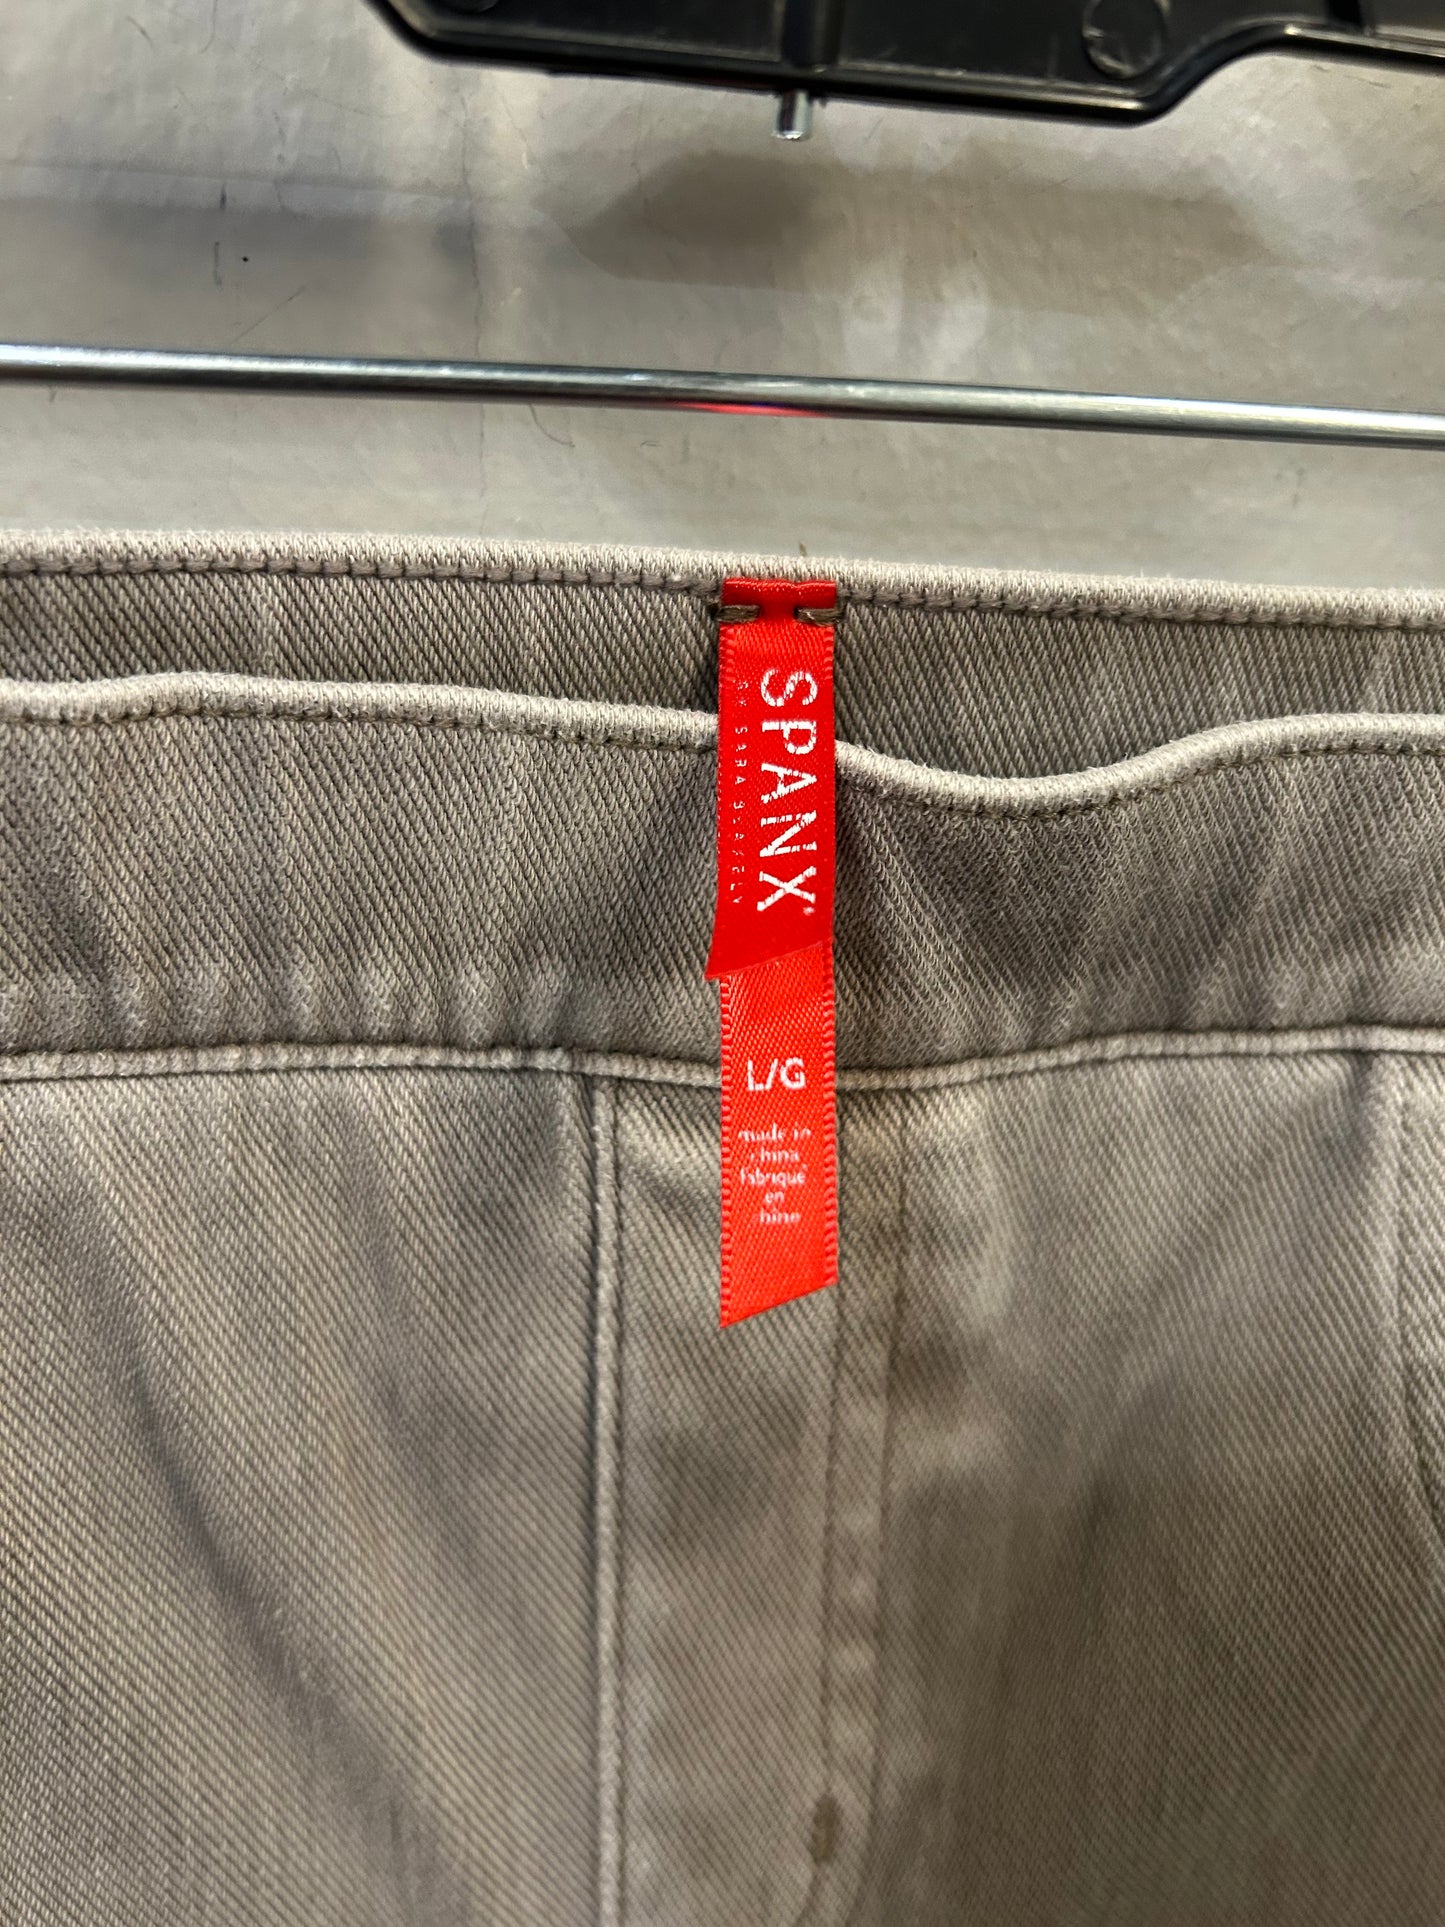 SPANX®
BY SARA BLAKELY
L/G
made in
china
fabriqué
en
chine